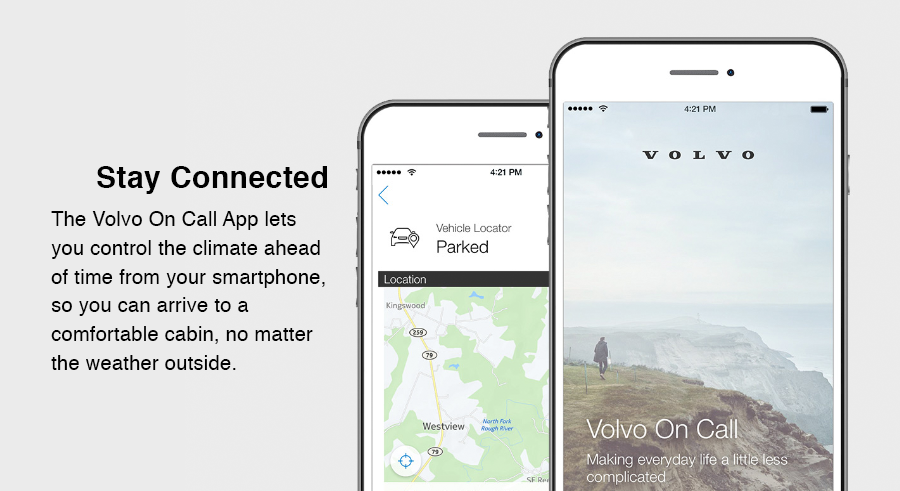 Stay Connected
The Volvo On Call App lets
you control the climate ahead
of time from your smartphone,
so you can arrive to a
comfortable cabin, no matter
the weather outside.
4:21 PM
Vehicle Locator
Parked
Location
Kingswood
259
79
Westview
North Fork
Rough River
79
4:21 PM
VOLVO
Volvo On Call
Making everyday life a little less
complicated